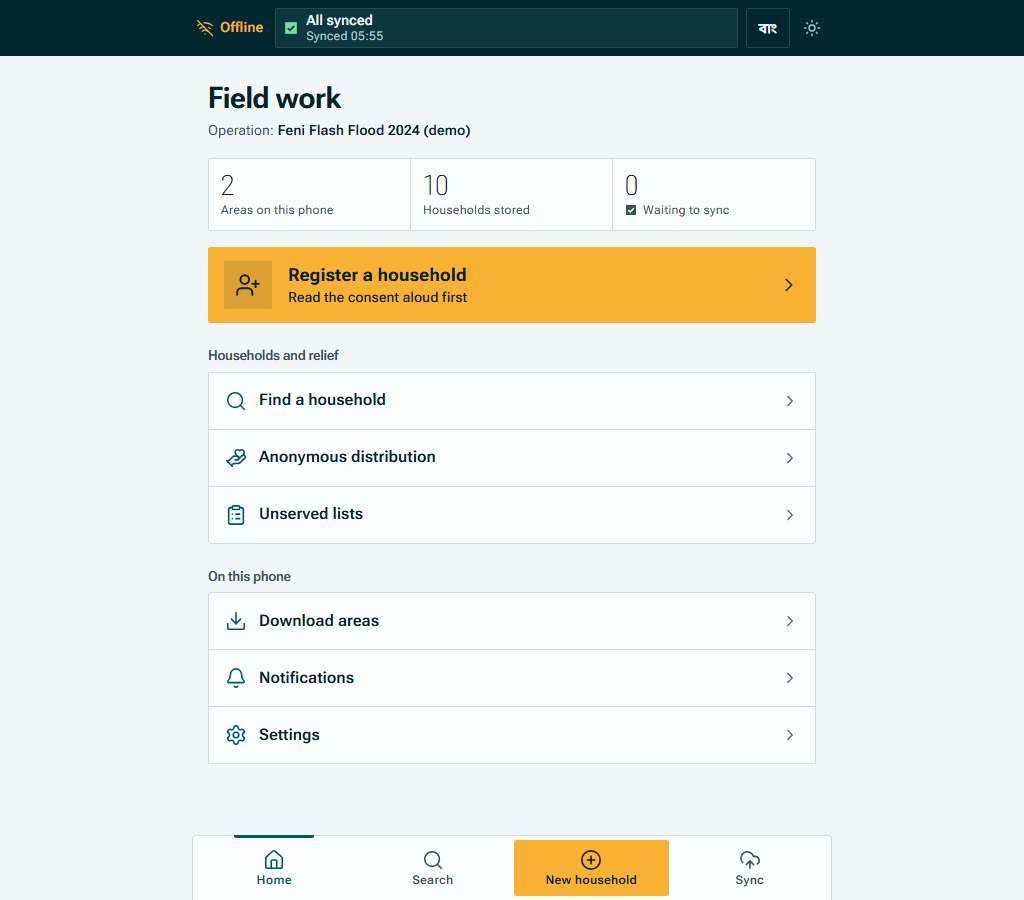 Offline
All synced
Synced 05:55
বাং
Field work
Operation: Feni Flash Flood 2024 (demo)
2
Areas on this phone
10
Households stored
0
Waiting to sync
Register a household
Read the consent aloud first
Households and relief
Find a household
Anonymous distribution
Unserved lists
On this phone
Download areas
Notifications
Settings
Home
Search
New household
Sync